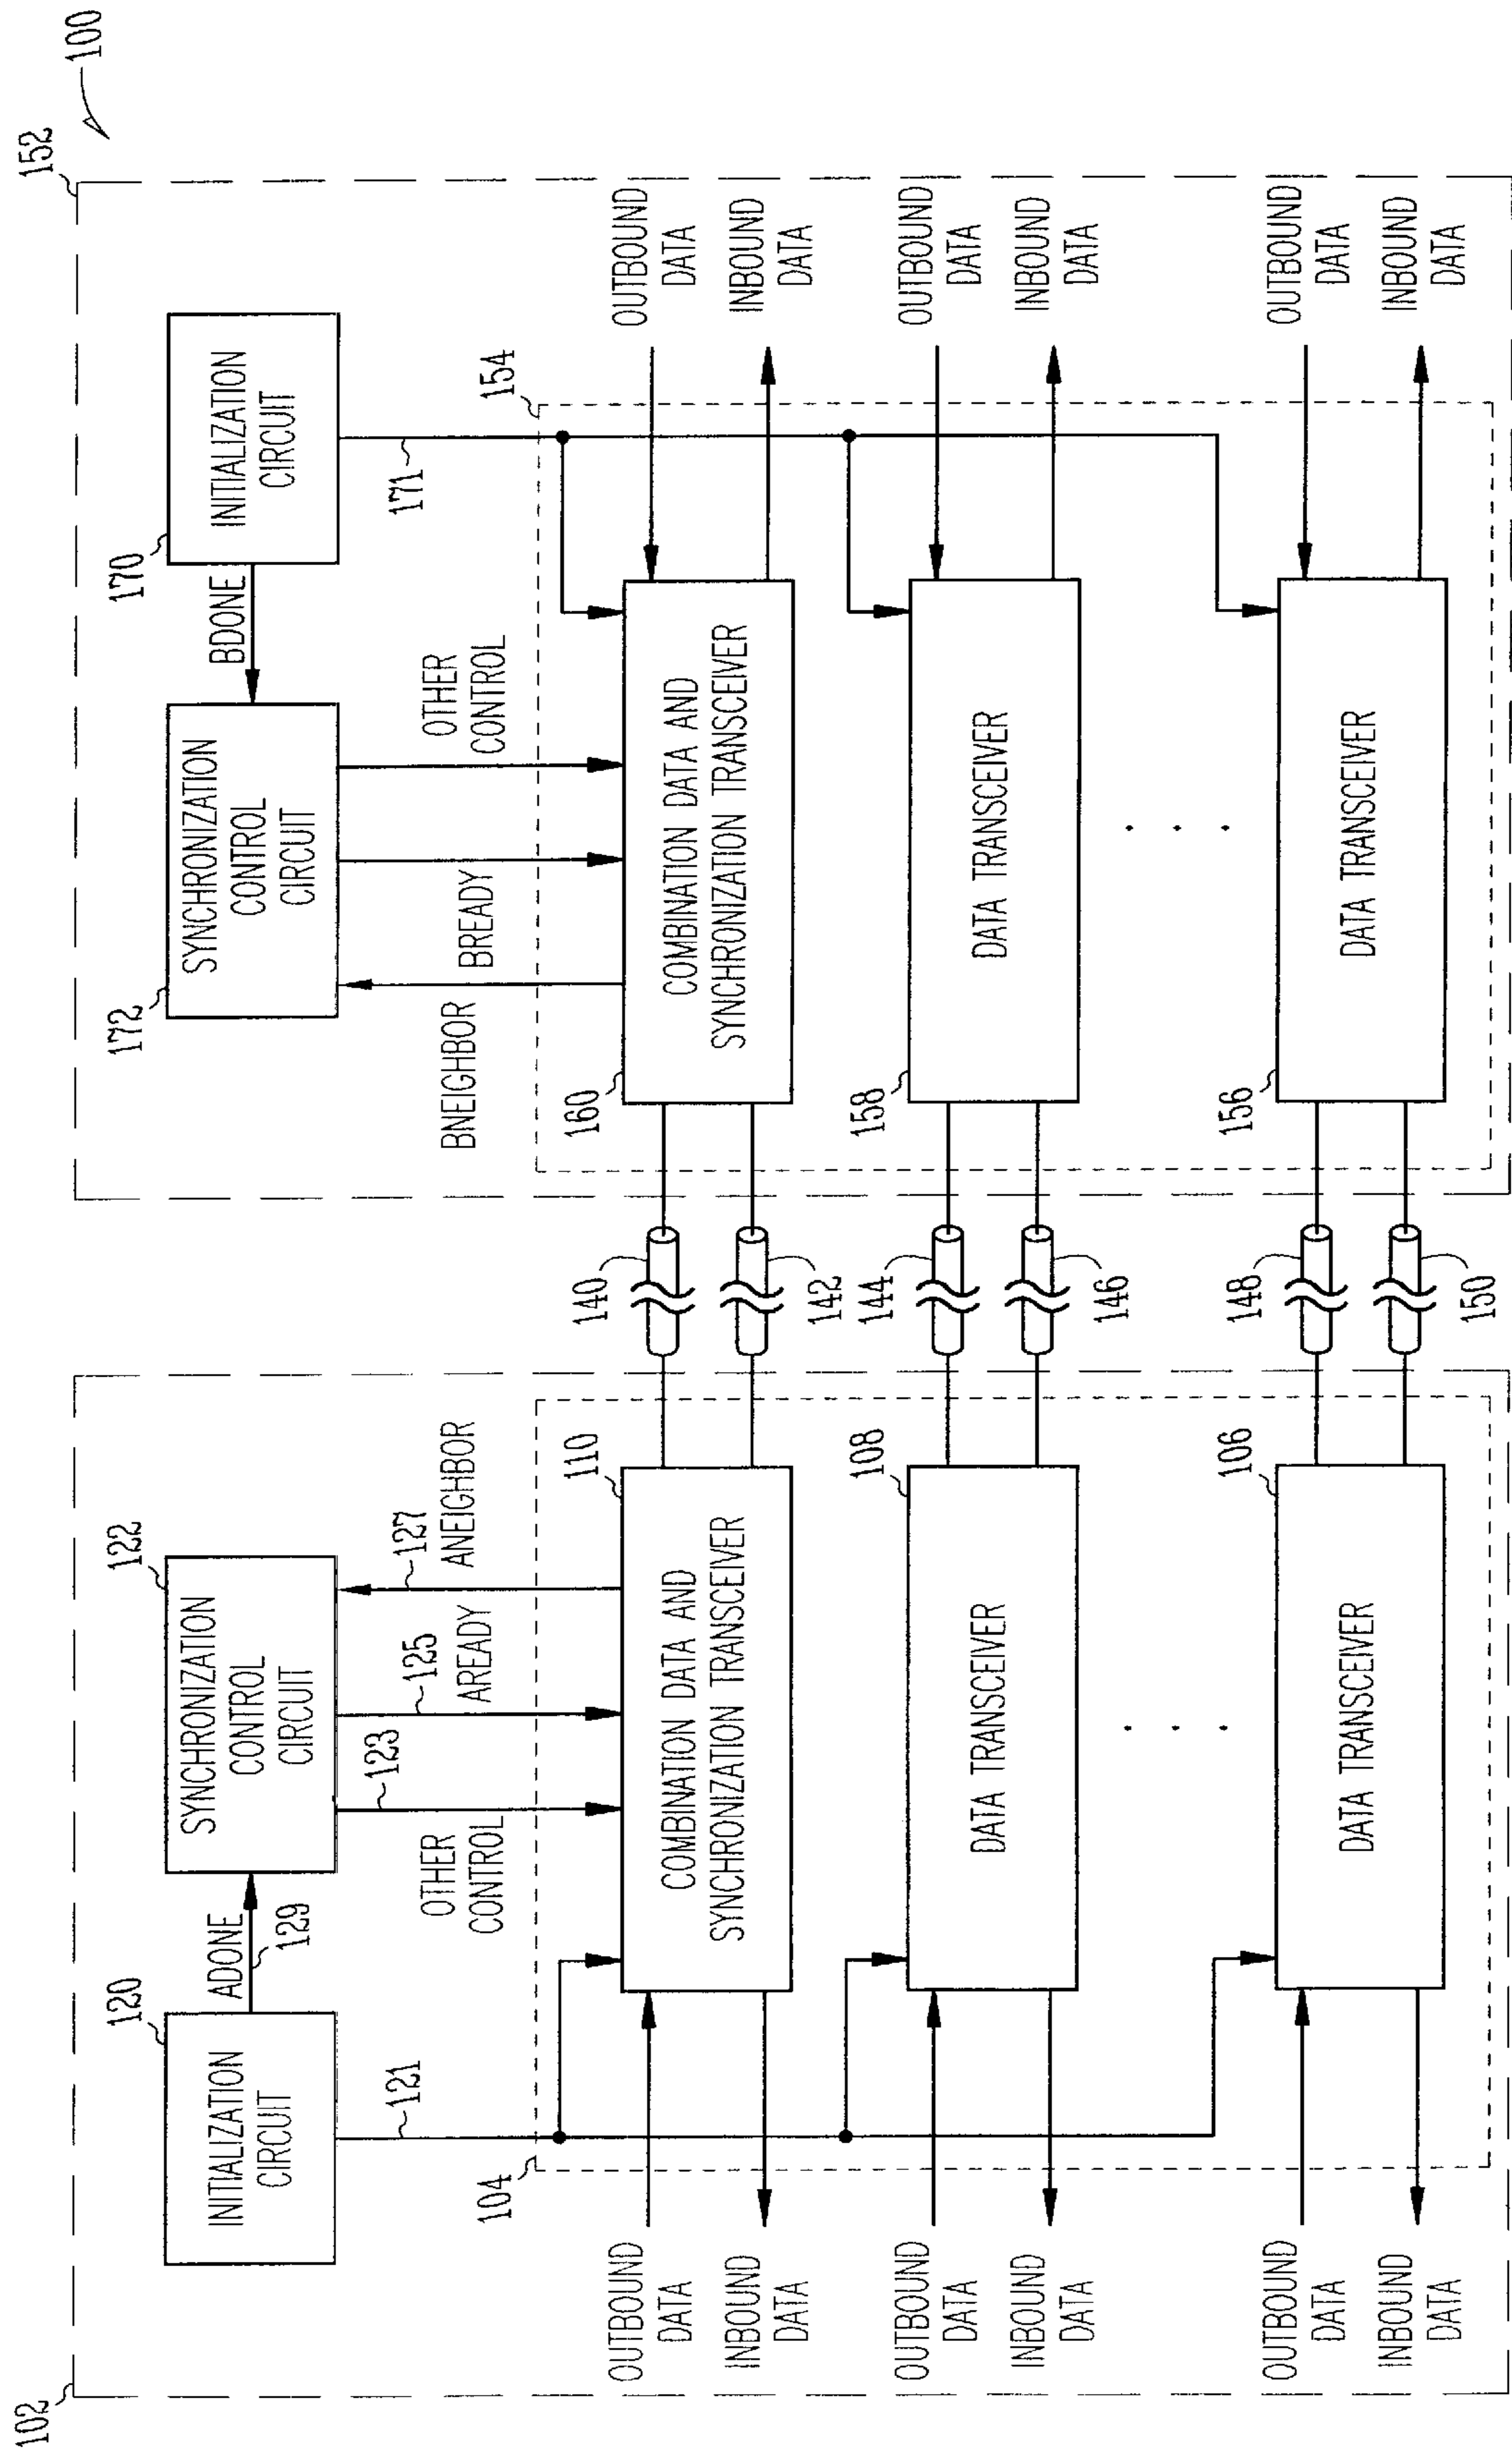 100
102
152
120
INITIALIZATION
CIRCUIT
ADONE
129
122
SYNCHRONIZATION
CONTROL
CIRCUIT
172
SYNCHRONIZATION
CONTROL
CIRCUIT
BDONE
170
INITIALIZATION
CIRCUIT
121
OTHER
CONTROL
123
125
AREADY
127
ANEIGHBOR
BNEIGHBOR
BREADY
OTHER
CONTROL
171
104
154
OUTBOUND
DATA
INBOUND
DATA
COMBINATION DATA AND
SYNCHRONIZATION TRANSCEIVER
110
140
142
160
COMBINATION DATA AND
SYNCHRONIZATION TRANSCEIVER
OUTBOUND
DATA
INBOUND
DATA
OUTBOUND
DATA
INBOUND
DATA
DATA TRANSCEIVER
108
144
146
158
DATA TRANSCEIVER
OUTBOUND
DATA
INBOUND
DATA
OUTBOUND
DATA
INBOUND
DATA
DATA TRANSCEIVER
106
148
150
156
DATA TRANSCEIVER
OUTBOUND
DATA
INBOUND
DATA